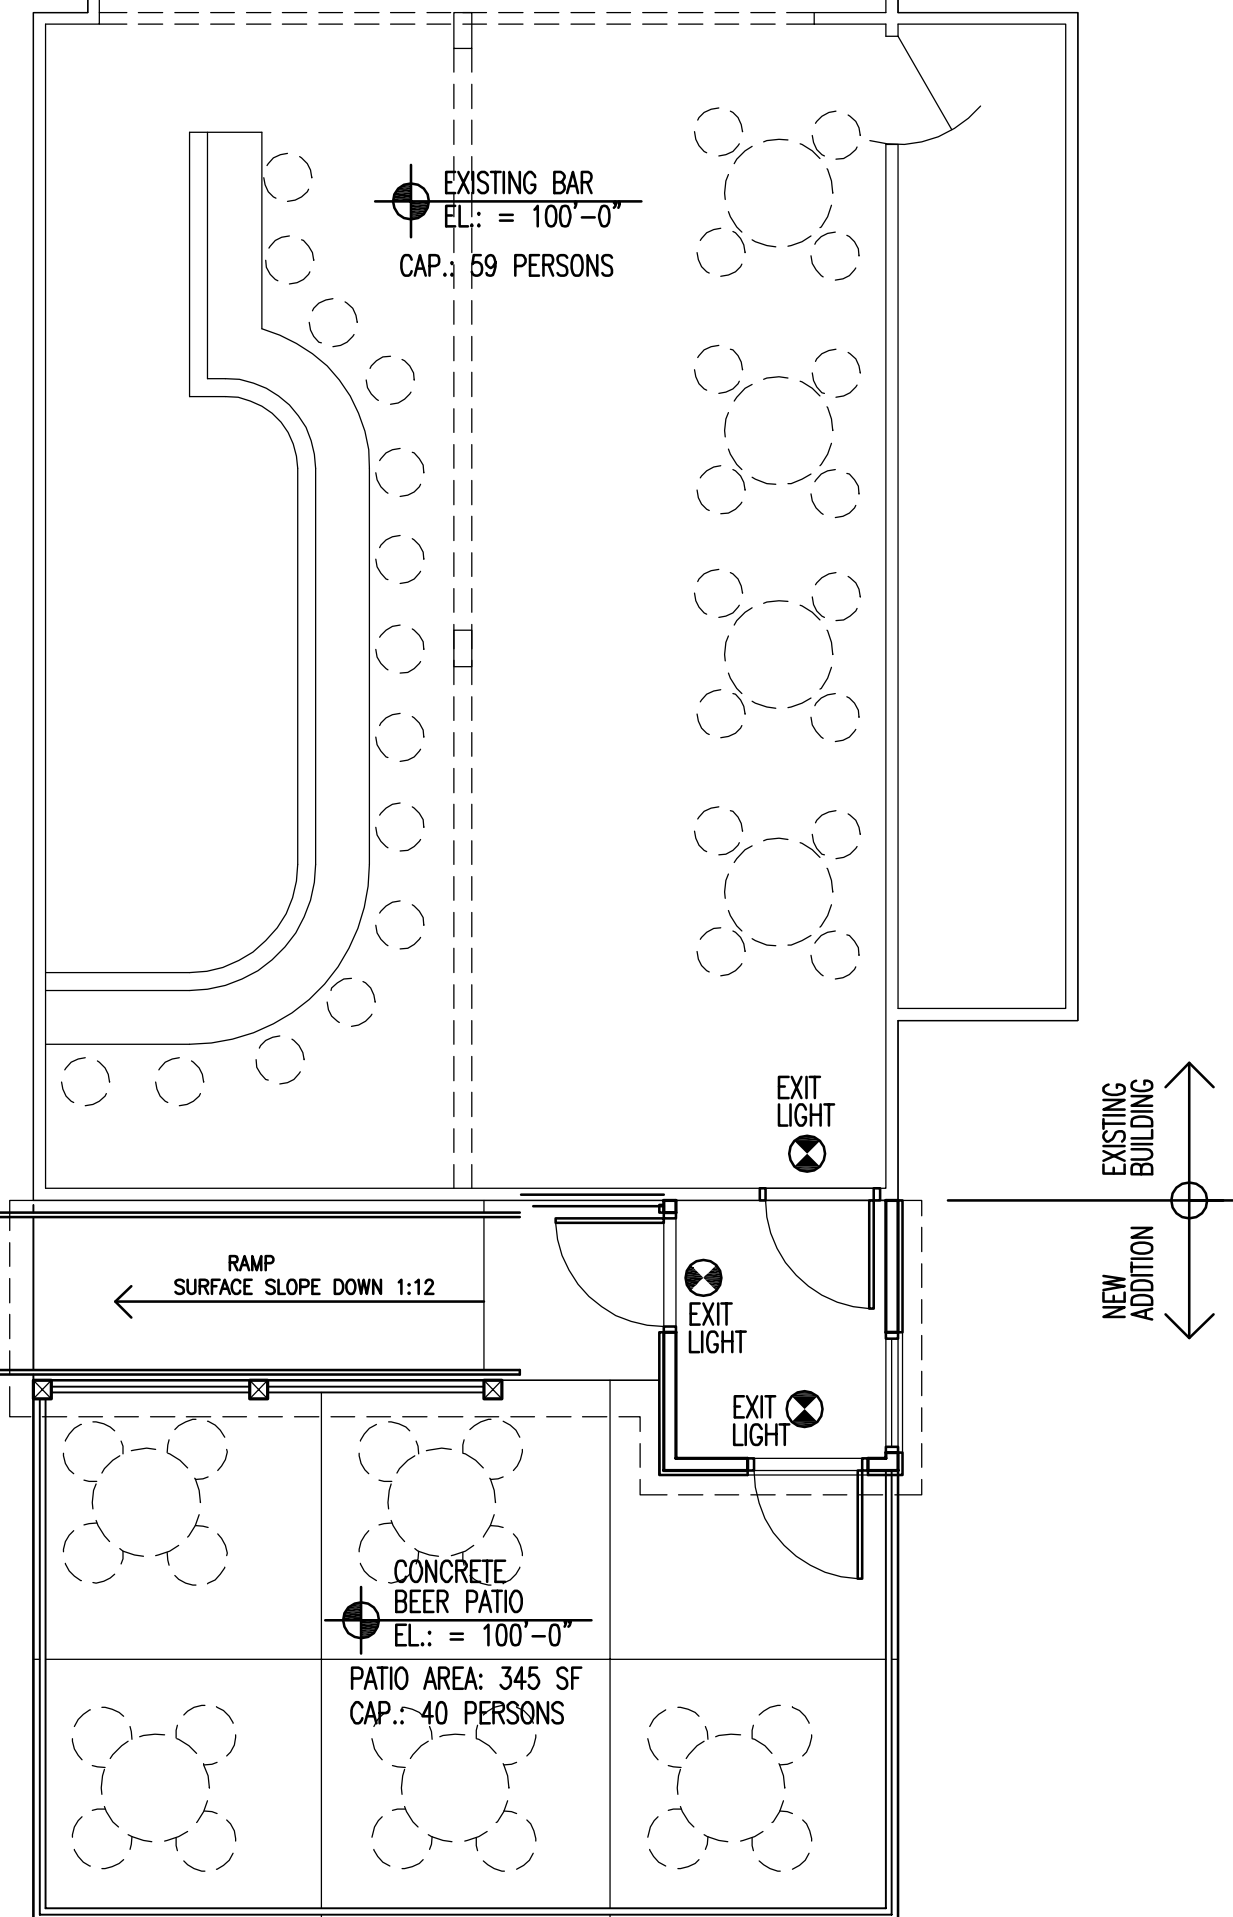 EXISTING BAR
EL.: = 100'-0"
CAP.: 59 PERSONS
EXIT
LIGHT
EXISTING
BUILDING
NEW
ADDITION
RAMP
SURFACE SLOPE DOWN 1:12
EXIT
LIGHT
EXIT
LIGHT
CONCRETE
BEER PATIO
EL.: = 100'-0"
PATIO AREA: 345 SF
CAP.: 40 PERSONS